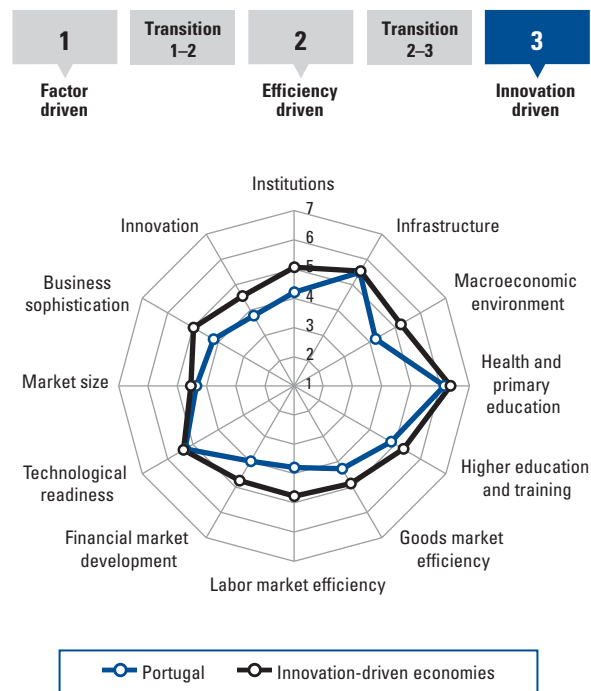 1
Transition
1–2
2
Transition
2–3
3
Factor
driven
Efficiency
driven
Innovation
driven
Institutions
Innovation
Infrastructure
Business
sophistication
Macroeconomic
environment
Market size
Health and
primary
education
Technological
readiness
Higher education
and training
Financial market
development
Goods market
efficiency
Labor market efficiency
7
6
5
4
3
2
1
Portugal
Innovation-driven economies